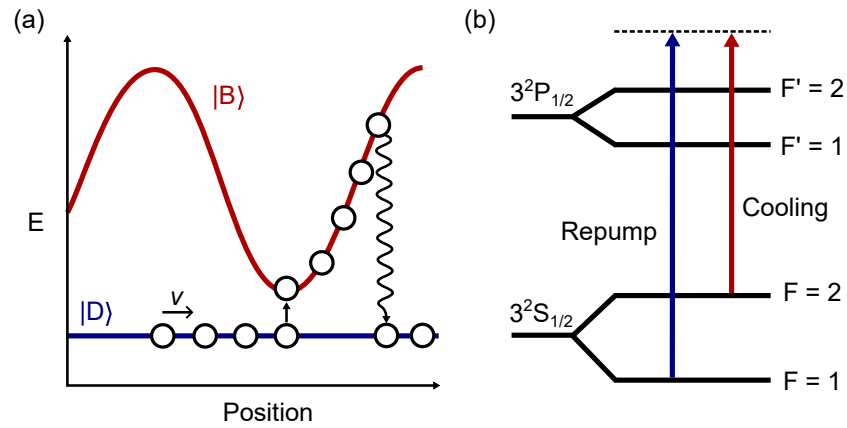 (a)
|B⟩
E
|D⟩
v
Position
(b)
3²P₁/₂
F' = 2
F' = 1
Repump
Cooling
3²S₁/₂
F = 2
F = 1